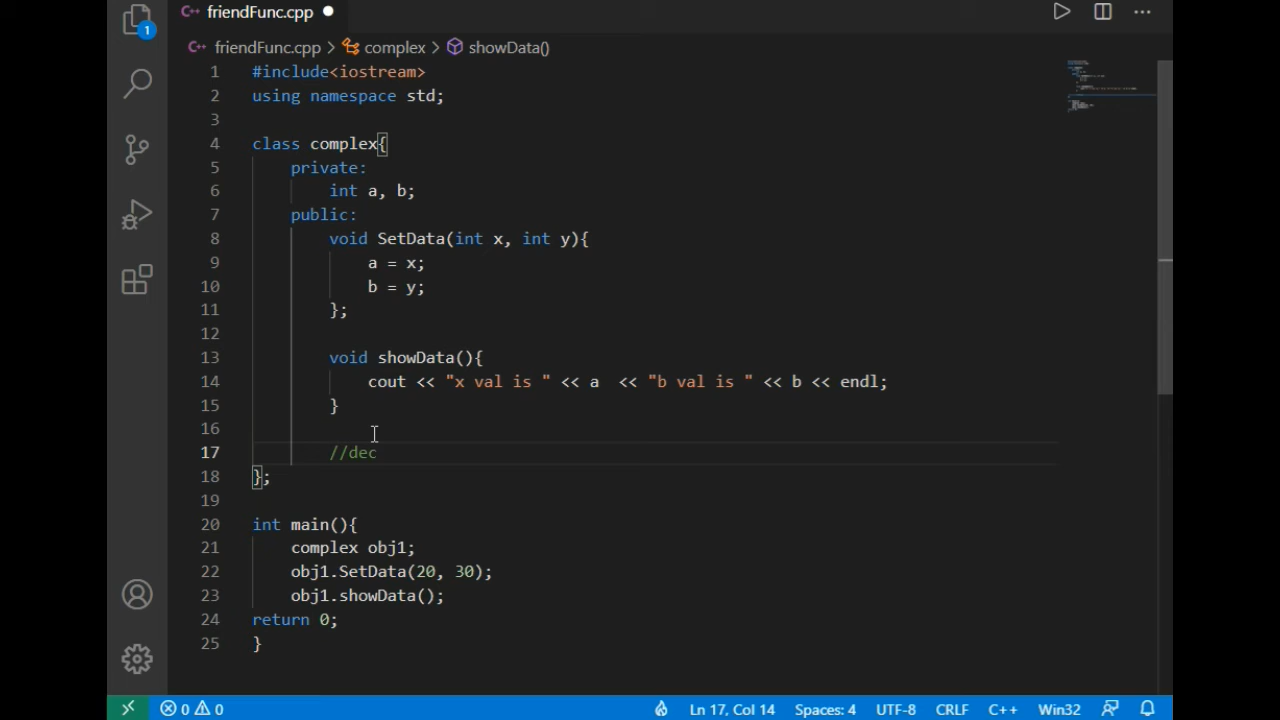 friendFunc.cpp
friendFunc.cpp > complex > showData()
1 #include<iostream>
2 using namespace std;
3
4 class complex{
5 private:
6 int a, b;
7 public:
8 void SetData(int x, int y){
9 a = x;
10 b = y;
11 };
12
13 void showData(){
14 cout << "x val is " << a  << "b val is " << b << endl;
15 }
16
17 //dec
18 };
19
20 int main(){
21 complex obj1;
22 obj1.SetData(20, 30);
23 obj1.showData();
24 return 0;
25 }
1
0 0 Ln 17, Col 14 Spaces: 4 UTF-8 CRLF C++ Win32